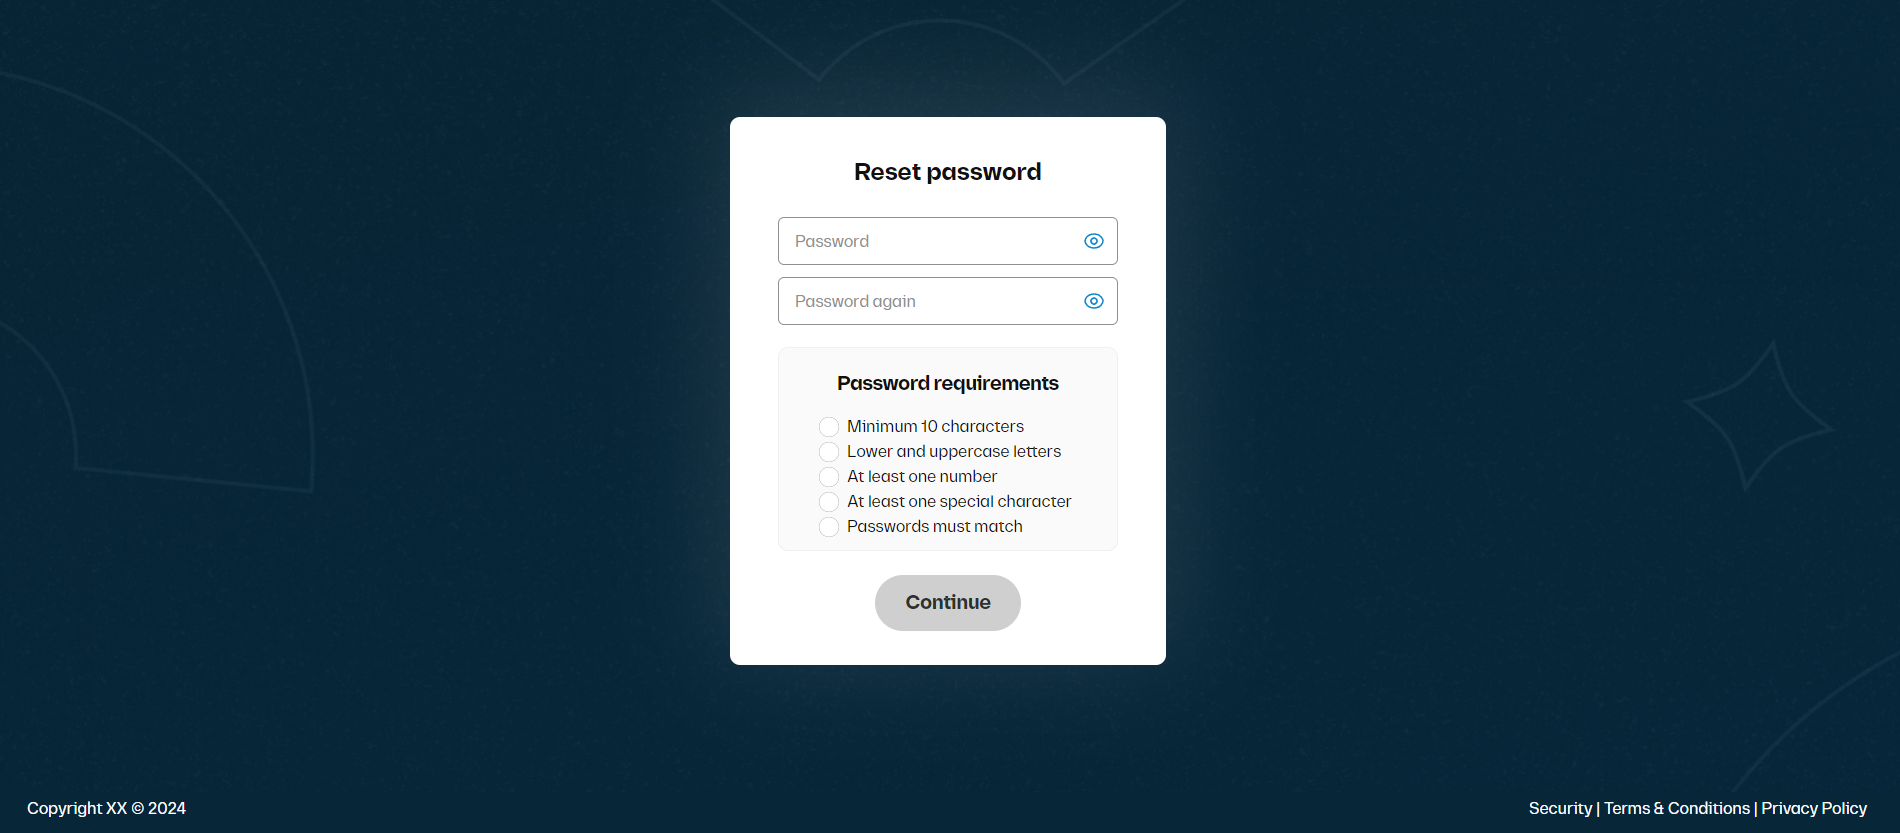 Reset password
Password
Password again
Password requirements
Minimum 10 characters
Lower and uppercase letters
At least one number
At least one special character
Passwords must match
Continue
Copyright XX © 2024
Security | Terms & Conditions | Privacy Policy